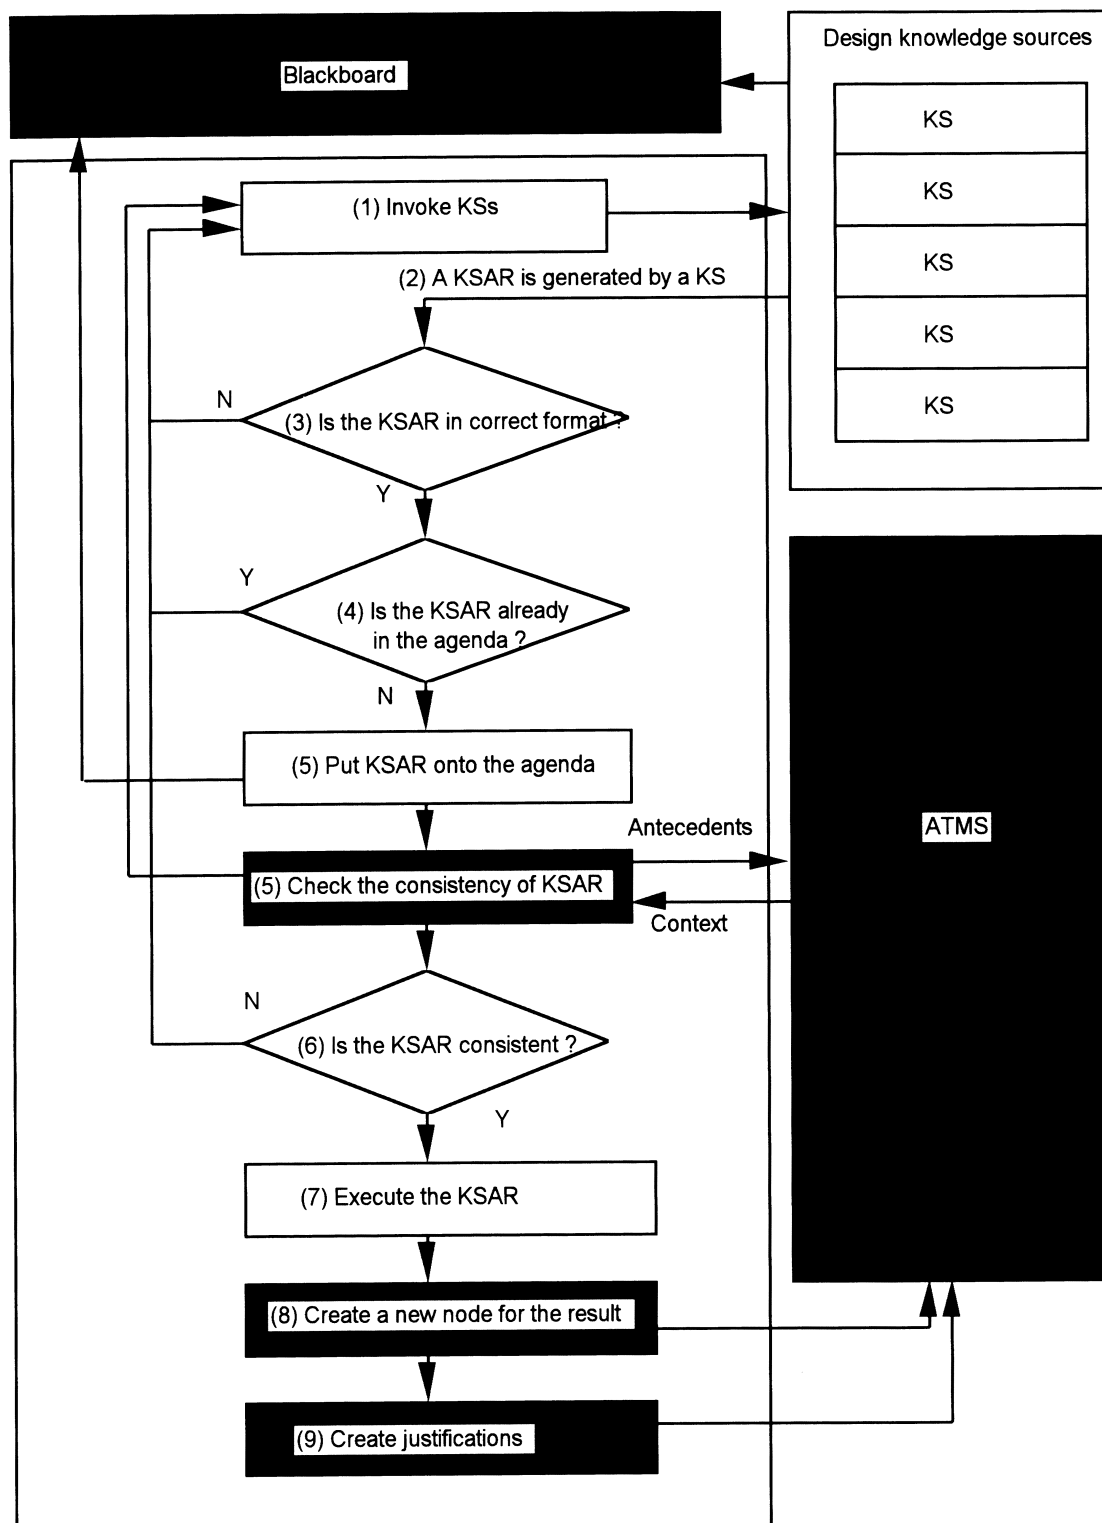 Design knowledge sources
Blackboard
KS
KS
KS
KS
KS
(1) Invoke KSs
(2) A KSAR is generated by a KS
N
(3) Is the KSAR in correct format ?
Y
Y
(4) Is the KSAR already
in the agenda ?
N
(5) Put KSAR onto the agenda
Antecedents
ATMS
(5) Check the consistency of KSAR
Context
N
(6) Is the KSAR consistent ?
Y
(7) Execute the KSAR
(8) Create a new node for the result
(9) Create justifications